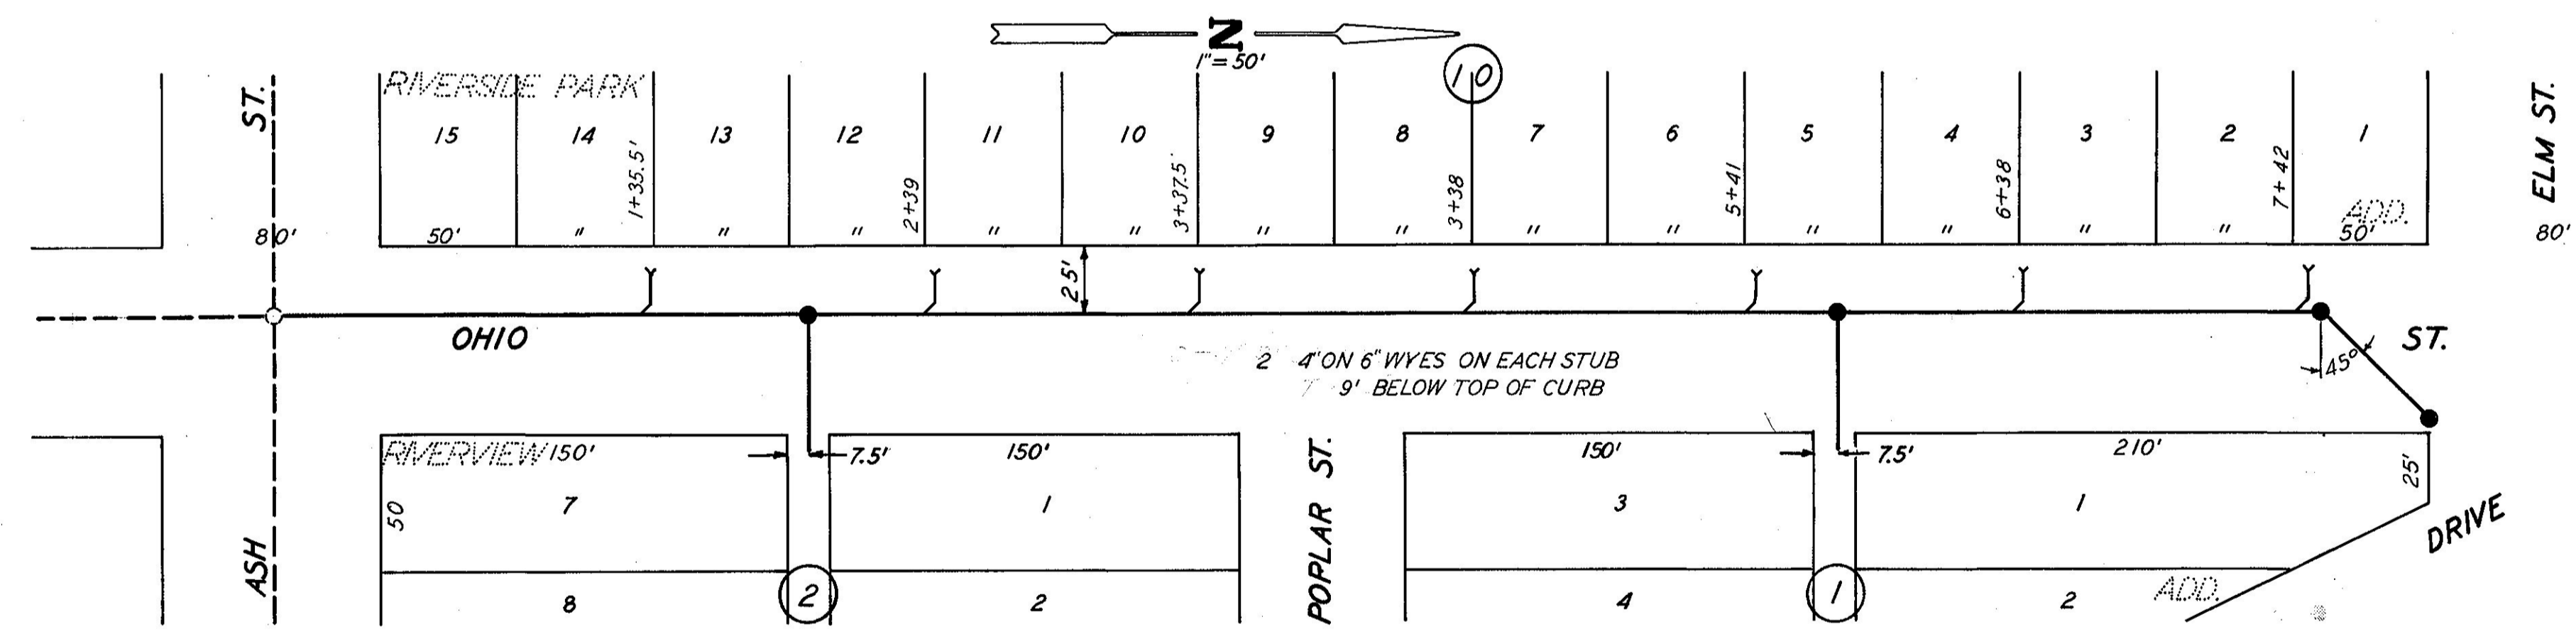 N
1"=50'
10
RIVERSIDE PARK
ST.
ELM ST.
15 14 13 12 11 10 9 8 7 6 5 4 3 2 1
1+35.5' 2+39 3+37.5' 3+38 5+41 6+38 7+42
ADD.
80' 50' " " " " " " " " " " " " " 50' 80'
25'
OHIO ST.
45°
2 4" ON 6" WYES ON EACH STUB
9' BELOW TOP OF CURB
RIVERVIEW 150' 7.5' 150' 150' 7.5' 210'
25'
50
7 1 3 1
POPLAR ST.
DRIVE
ASH
8 2 2 4 1 2 ADD.